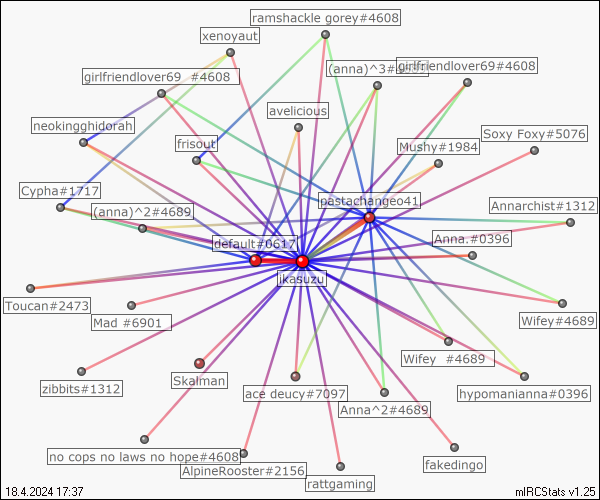 ramshackle gorey#4608
xenoyaut
girlfriendlover69 #4608
(anna)^3#4689
girlfriendlover69#4608
avelicious
neokingghidorah
frisout
Mushy#1984
Soxy Foxy#5076
Cypha#1717
(anna)^2#4689
pastachangeo41
Annarchist#1312
default#0617
Anna.#0396
ikasuzu
Toucan#2473
Mad #6901
Wifey#4689
Wifey #4689
zibbits#1312
Skalman
ace deucy#7097
Anna^2#4689
hypomanianna#0396
no cops no laws no hope#4608
AlpineRooster#2156
rattgang
fakedingo
18.4.2024 17:37
mIRCStats v1.25